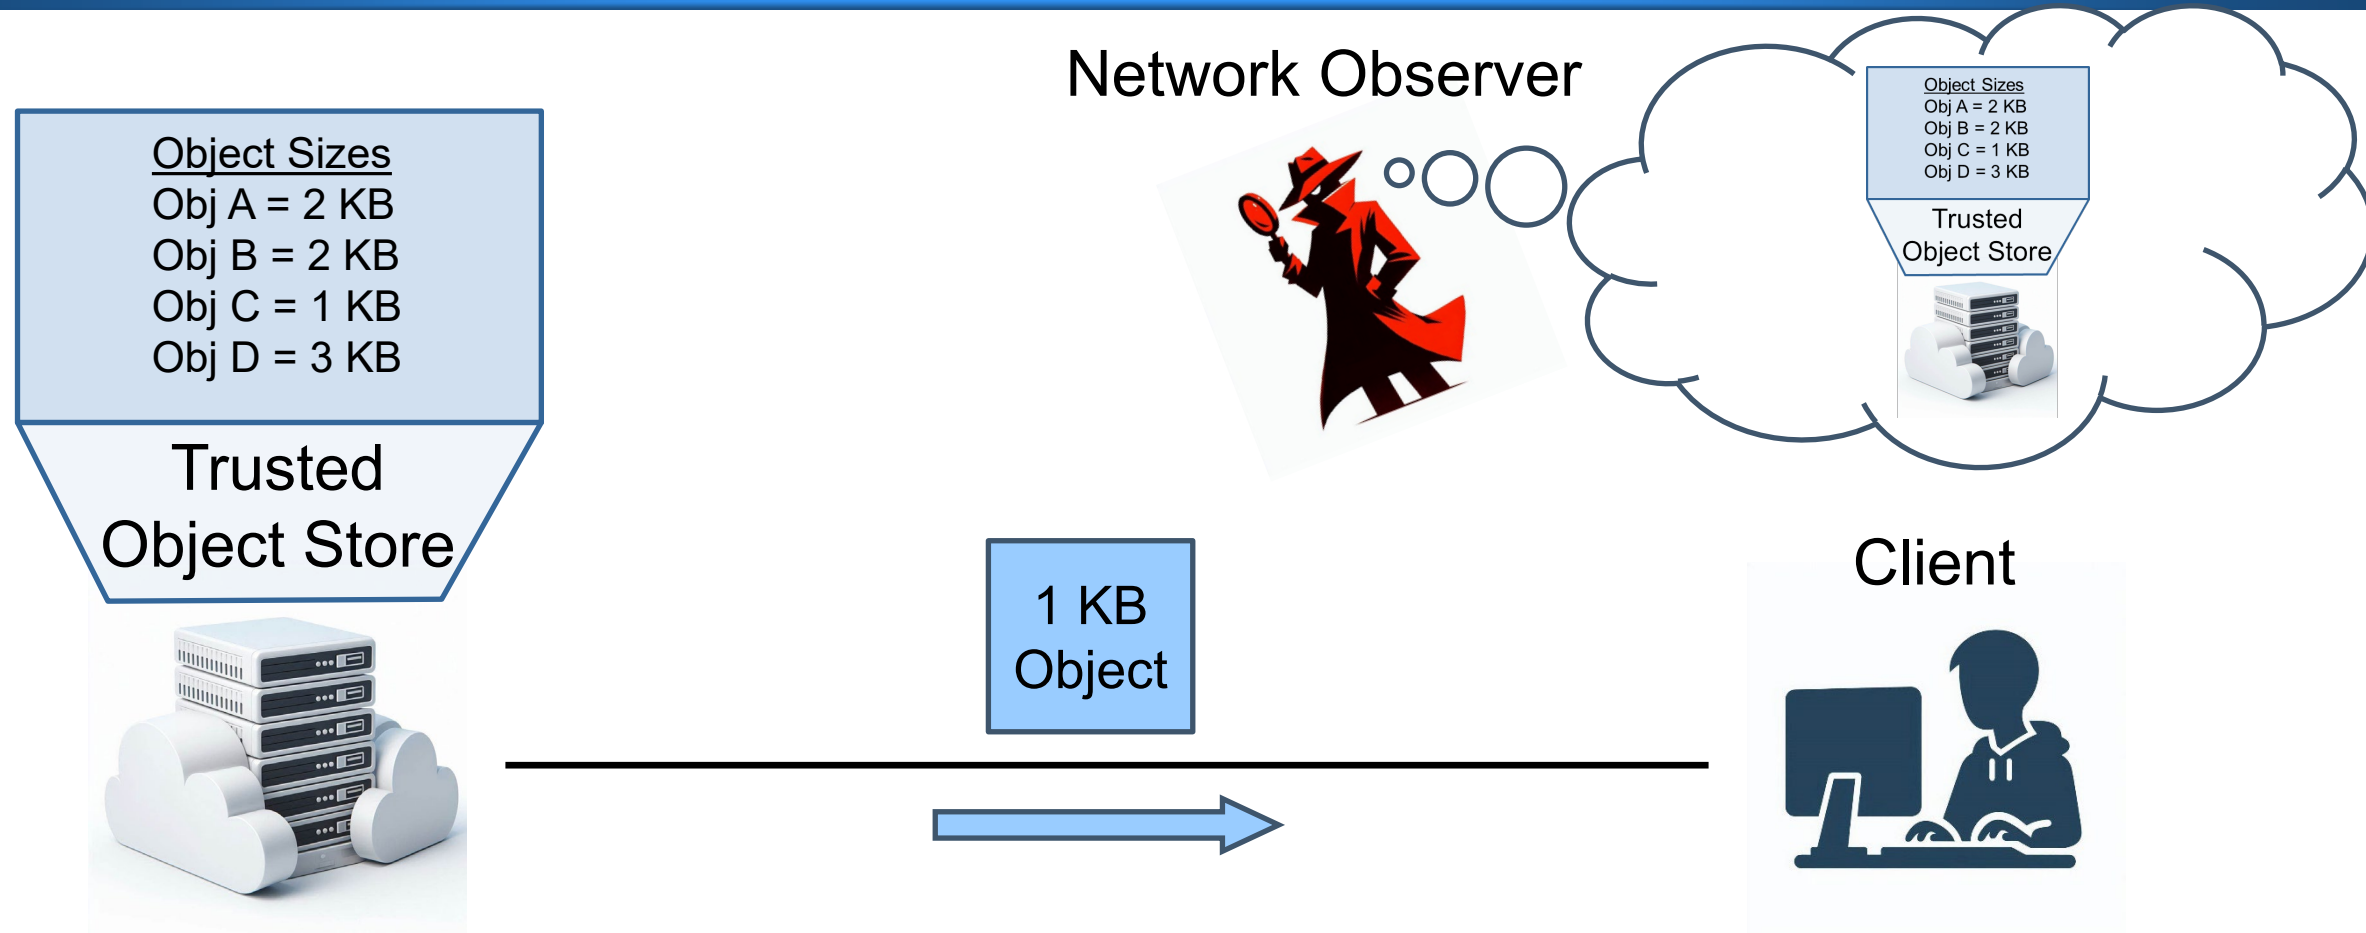 Network Observer
Object Sizes
Obj A = 2 KB
Obj B = 2 KB
Obj C = 1 KB
Obj D = 3 KB
Trusted
Object Store
Object Sizes
Obj A = 2 KB
Obj B = 2 KB
Obj C = 1 KB
Obj D = 3 KB
Trusted
Object Store
1 KB
Object
Client